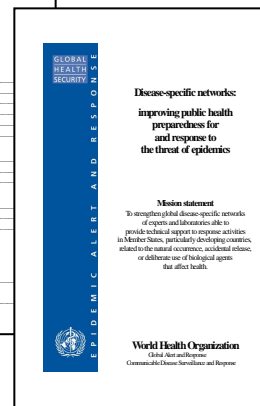 GLOBAL
HEALTH
SECURITY
EPIDEMIC ALERT AND RESPONSE
Disease-specific networks:
improving public health
preparedness for
and response to
the threat of epidemics
Mission statement
To strengthen global disease-specific networks
of experts and laboratories able to
provide technical support to response activities
in Member States, particularly developing countries,
related to the natural occurrence, accidental release,
or deliberate use of biological agents
that affect health.
World Health Organization
Global Alert and Response
Communicable Disease Surveillance and Response